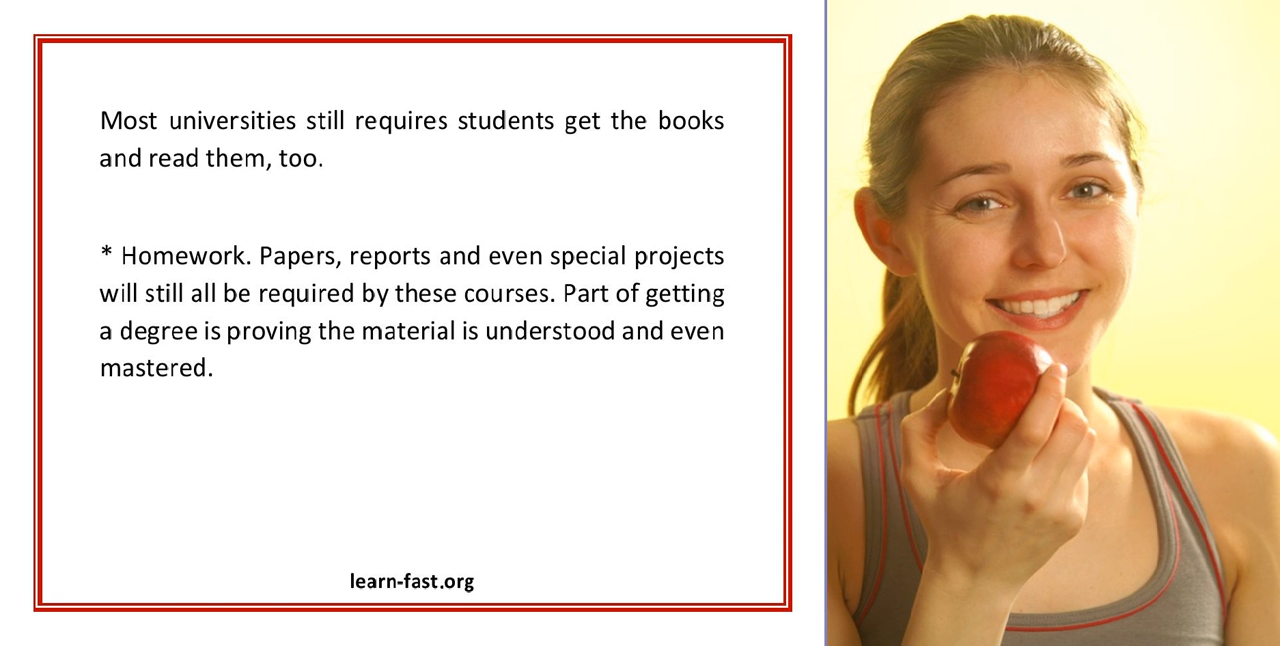 Most universities still requires students get the books
and read them, too.
* Homework. Papers, reports and even special projects
will still all be required by these courses. Part of getting
a degree is proving the material is understood and even
mastered.
learn-fast.org